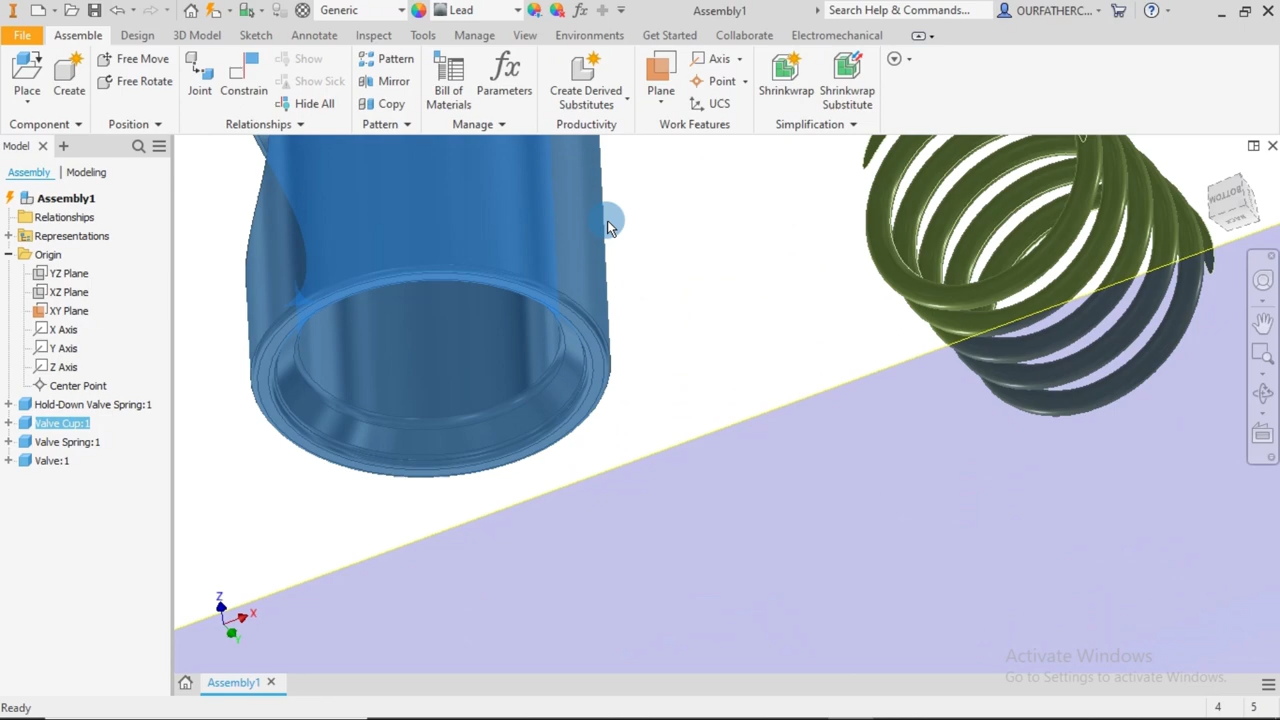 Generic
Lead
Assembly1
Search Help & Commands...
OURFATHERC...
File
Assemble
Design
3D Model
Sketch
Annotate
Inspect
Tools
Manage
View
Environments
Get Started
Collaborate
Electromechanical
Place
Create
Free Move
Free Rotate
Joint
Constrain
Show
Show Sick
Hide All
Pattern
Mirror
Copy
Bill of
Materials
Parameters
Create Derived
Substitutes
Plane
Axis
Point
UCS
Shrinkwrap
Shrinkwrap
Substitute
Component
Position
Relationships
Pattern
Manage
Productivity
Work Features
Simplification
Model
Assembly
Modeling
Assembly1
Relationships
Representations
Origin
YZ Plane
XZ Plane
XY Plane
X Axis
Y Axis
Z Axis
Center Point
Hold-Down Valve Spring:1
Valve Cup:1
Valve Spring:1
Valve:1
BOTTOM
BACK
Z
X
Y
Activate Windows
Go to Settings to activate Windows.
Assembly1
Ready
4
5